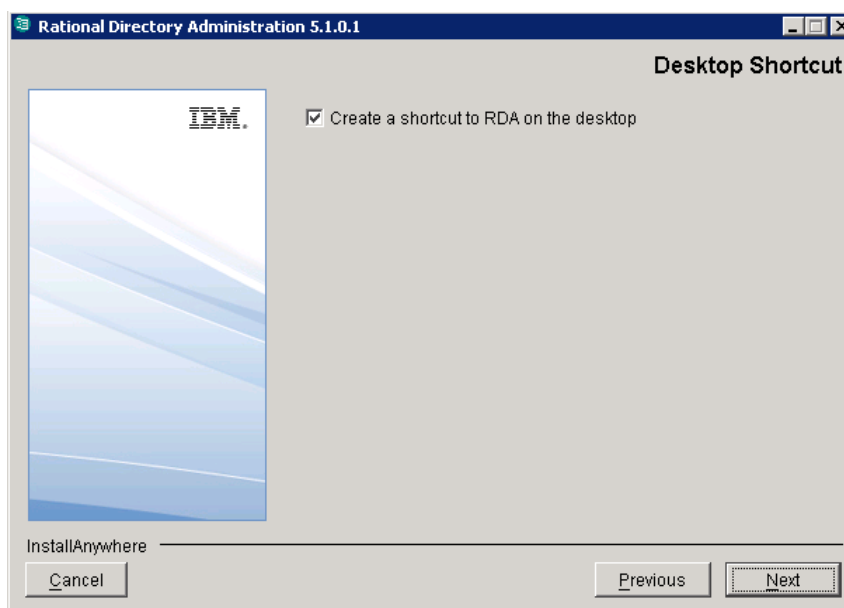 Rational Directory Administration 5.1.0.1
Desktop Shortcut
IBM.
Create a shortcut to RDA on the desktop
InstallAnywhere
Cancel
Previous
Next